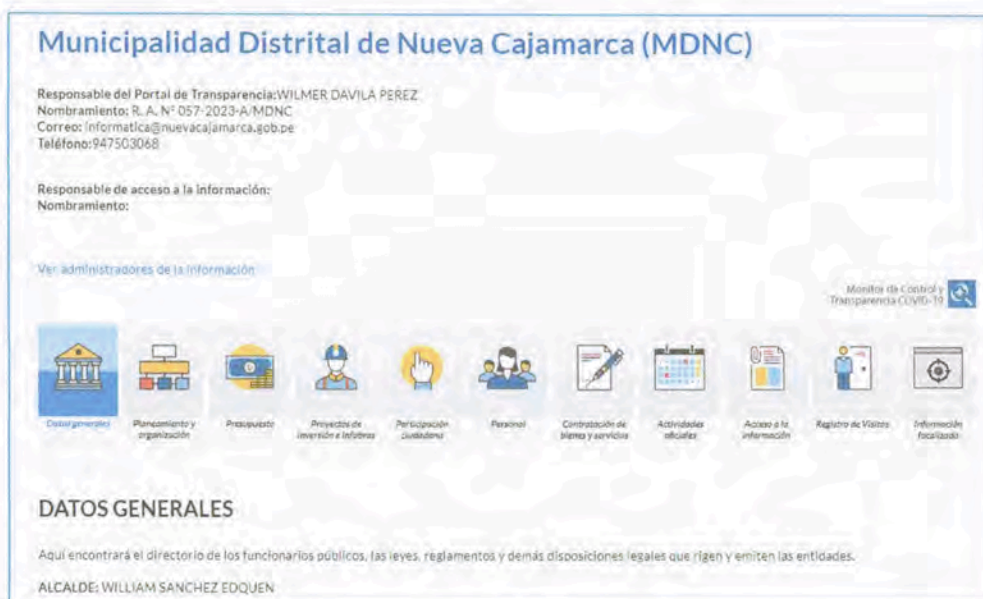 Municipalidad Distrital de Nueva Cajamarca (MDNC)
Responsable del Portal de Transparencia:WILMER DAVILA PEREZ
Nombramiento: R. A. N° 057-2023-A/MDNC
Correo: informatica@nuevacajamarca.gob.pe
Teléfono:947503068
Responsable de acceso a la información:
Nombramiento:
Ver administradores de la información
Monitor de Control y
Transparencia COVID-19
Datos generales
Planeamiento y
organización
Presupuesto
Proyectos de
inversión e Infobras
Participación
ciudadana
Personal
Contratación de
bienes y servicios
Actividades
oficiales
Acceso a la
información
Registro de Visitas
Información
focalizada
DATOS GENERALES
Aquí encontrará el directorio de los funcionarios públicos, las leyes, reglamentos y demás disposiciones legales que rigen y emiten las entidades.
ALCALDE: WILLIAM SANCHEZ EDQUEN